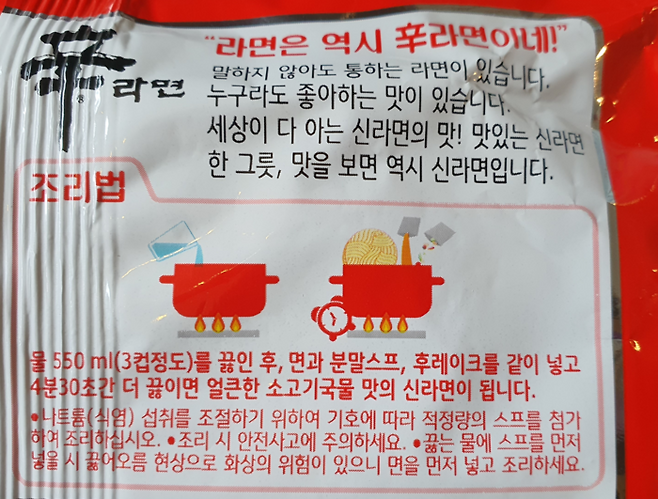 辛라면
®
"라면은 역시 辛라면이네!"
말하지 않아도 통하는 라면이 있습니다.
누구라도 좋아하는 맛이 있습니다.
세상이 다 아는 신라면의 맛! 맛있는 신라면
한 그릇, 맛을 보면 역시 신라면입니다.
조리법
물 550 ml(3컵정도)를 끓인 후, 면과 분말스프, 후레이크를 같이 넣고
4분30초간 더 끓이면 얼큰한 소고기국물 맛의 신라면이 됩니다.
•나트륨(식염) 섭취를 조절하기 위하여 기호에 따라 적정량의 스프를 첨가
하여 조리하십시오. •조리 시 안전사고에 주의하세요. •끓는 물에 스프를 먼저
넣을 시 끓어오름 현상으로 화상의 위험이 있으니 면을 먼저 넣고 조리하세요.